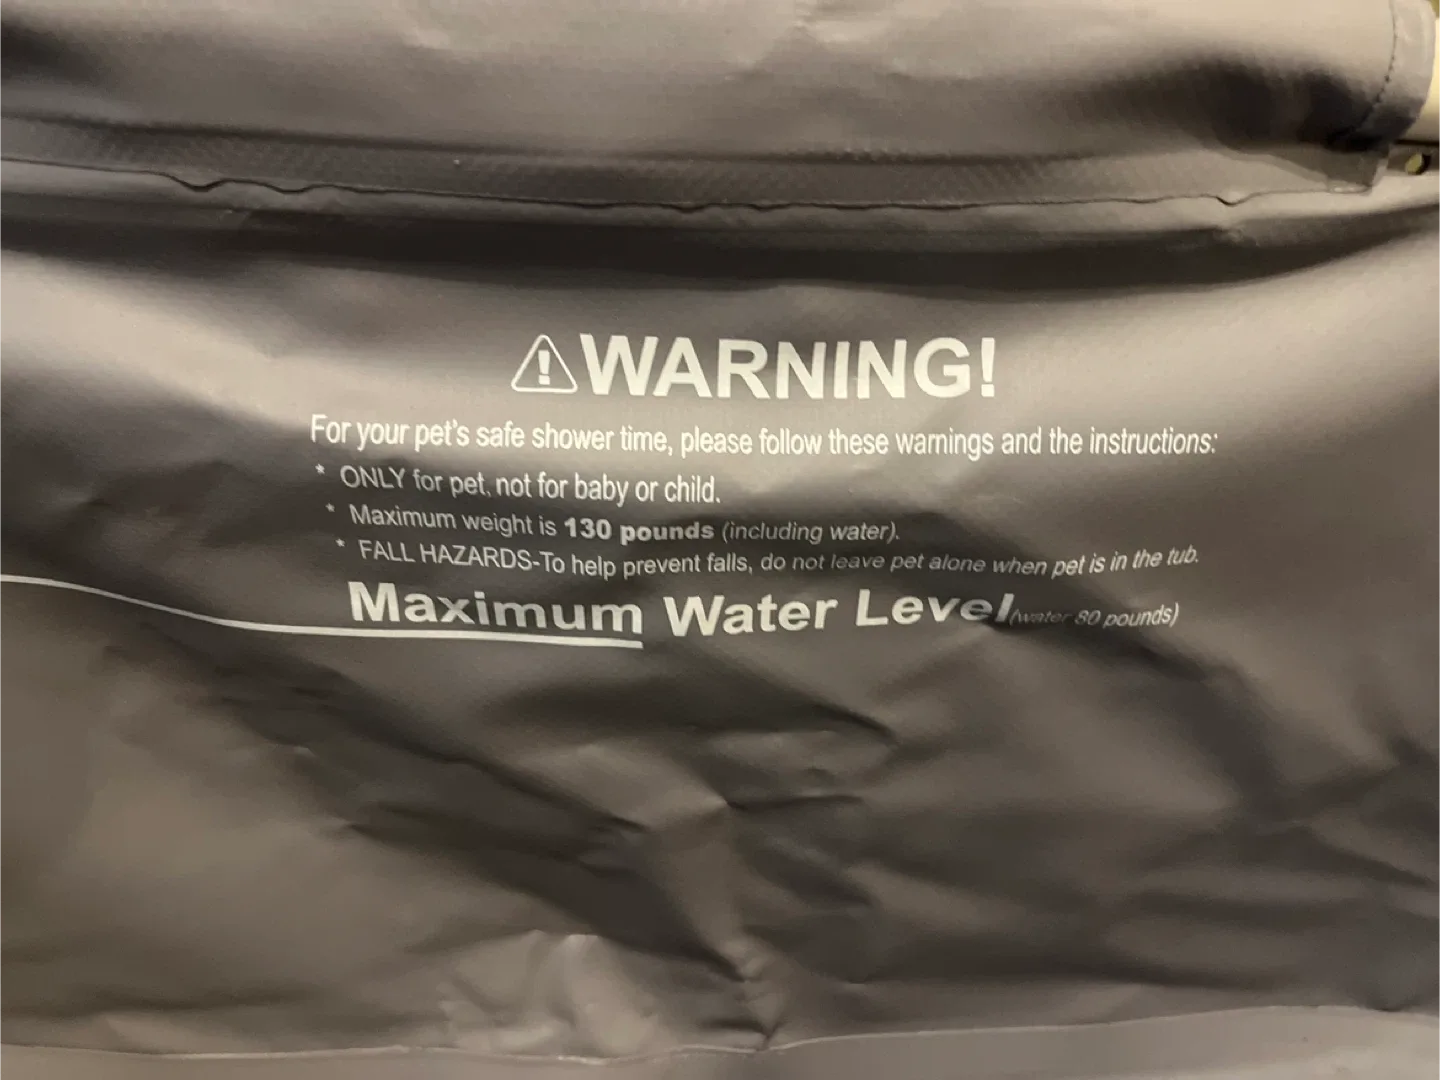 WARNING!
For your pet's safe shower time, please follow these warnings and the instructions:
* ONLY for pet, not for baby or child.
* Maximum weight is 130 pounds (including water).
* FALL HAZARDS-To help prevent falls, do not leave pet alone when pet is in the tub.
Maximum Water Level (water 80 pounds)